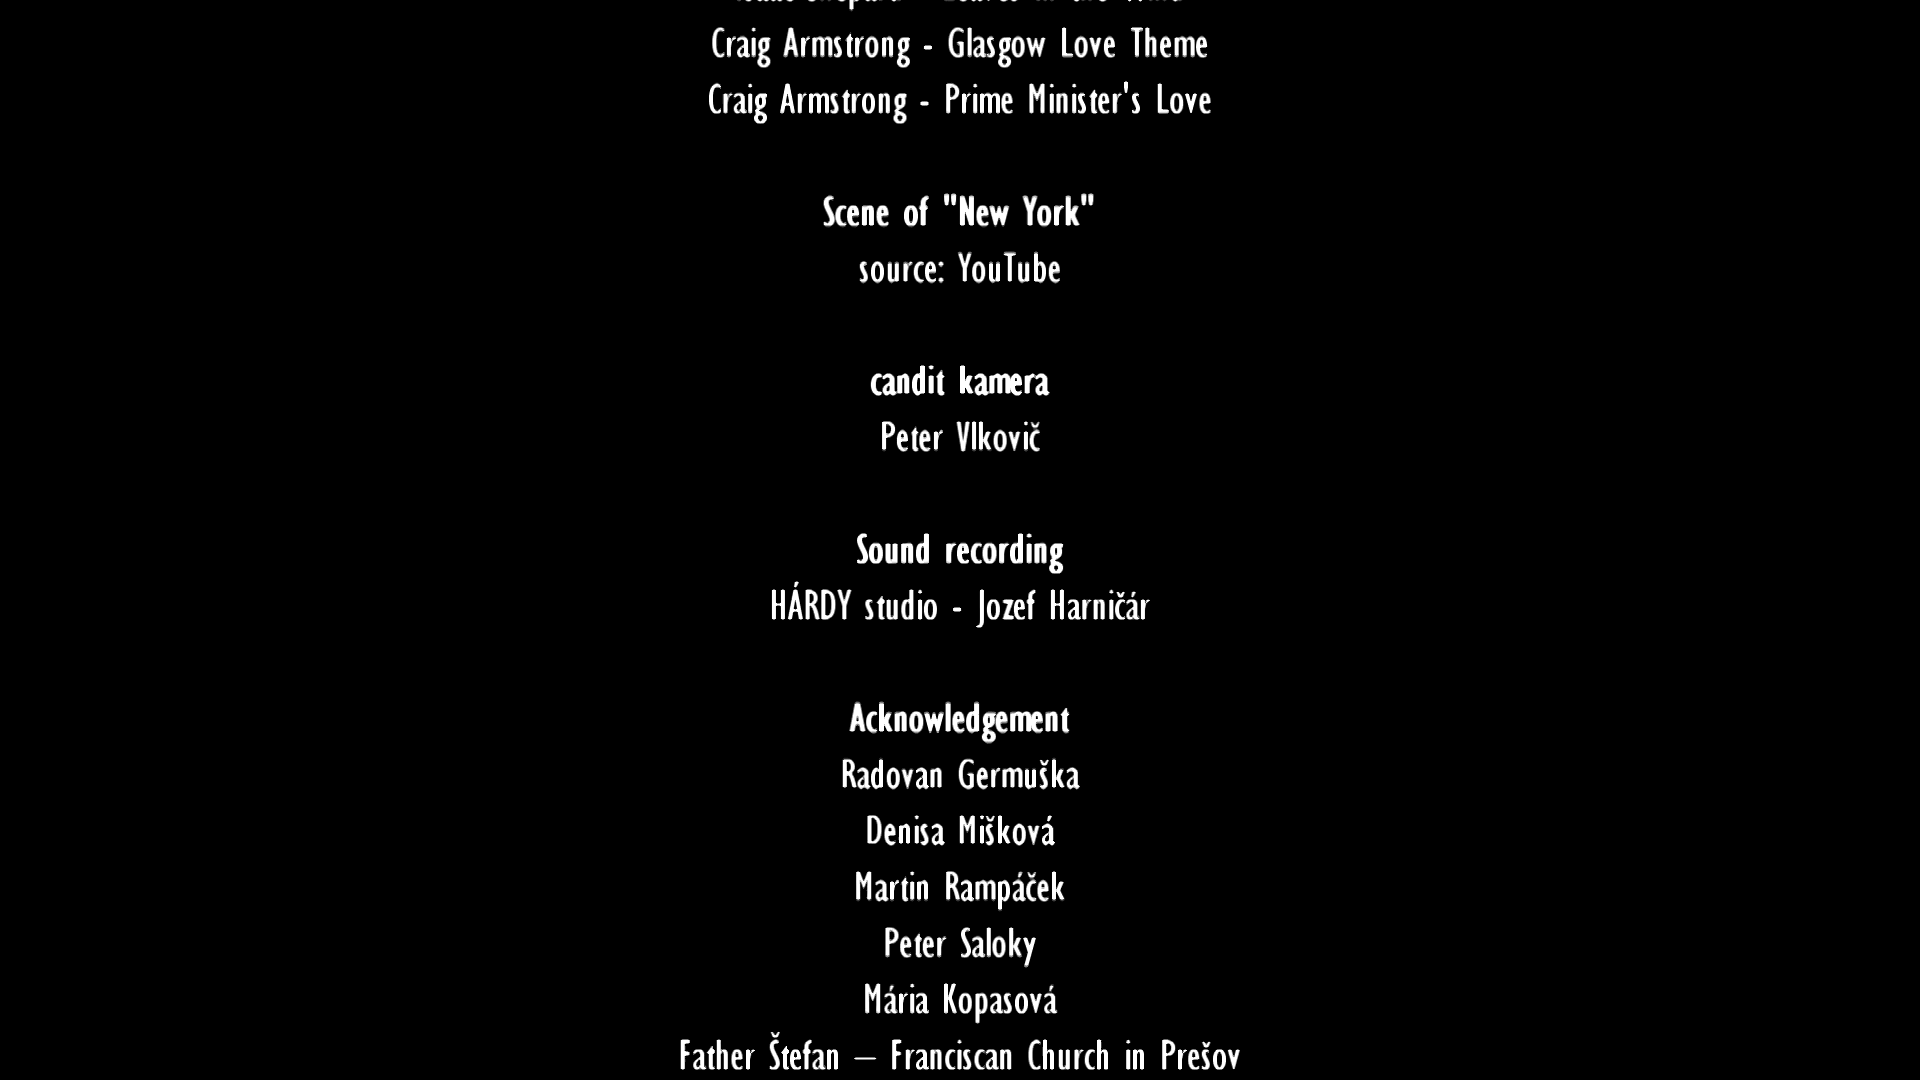 Craig Armstrong - Glasgow Love Theme
Craig Armstrong - Prime Minister's Love
Scene of "New York"
source: YouTube
candit kamera
Peter Vlkovič
Sound recording
HÁRDY studio - Jozef Harničár
Acknowledgement
Radovan Germuška
Denisa Mišková
Martin Rampáček
Peter Saloky
Mária Kopasová
Father Štefan – Franciscan Church in Prešov